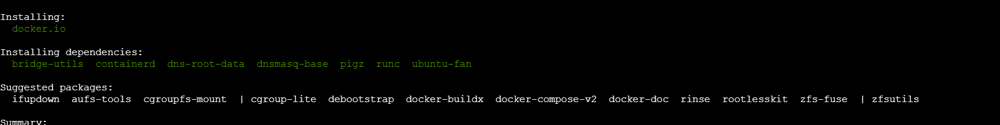 Installing:
docker.io
Installing dependencies:
bridge-utils containerd dns-root-data dnsmasq-base pigz runc ubuntu-fan
Suggested packages:
ifupdown aufs-tools cgroupfs-mount | cgroup-lite debootstrap docker-buildx docker-compose-v2 docker-doc rinse rootlesskit zfs-fuse | zfsutils
Summary: